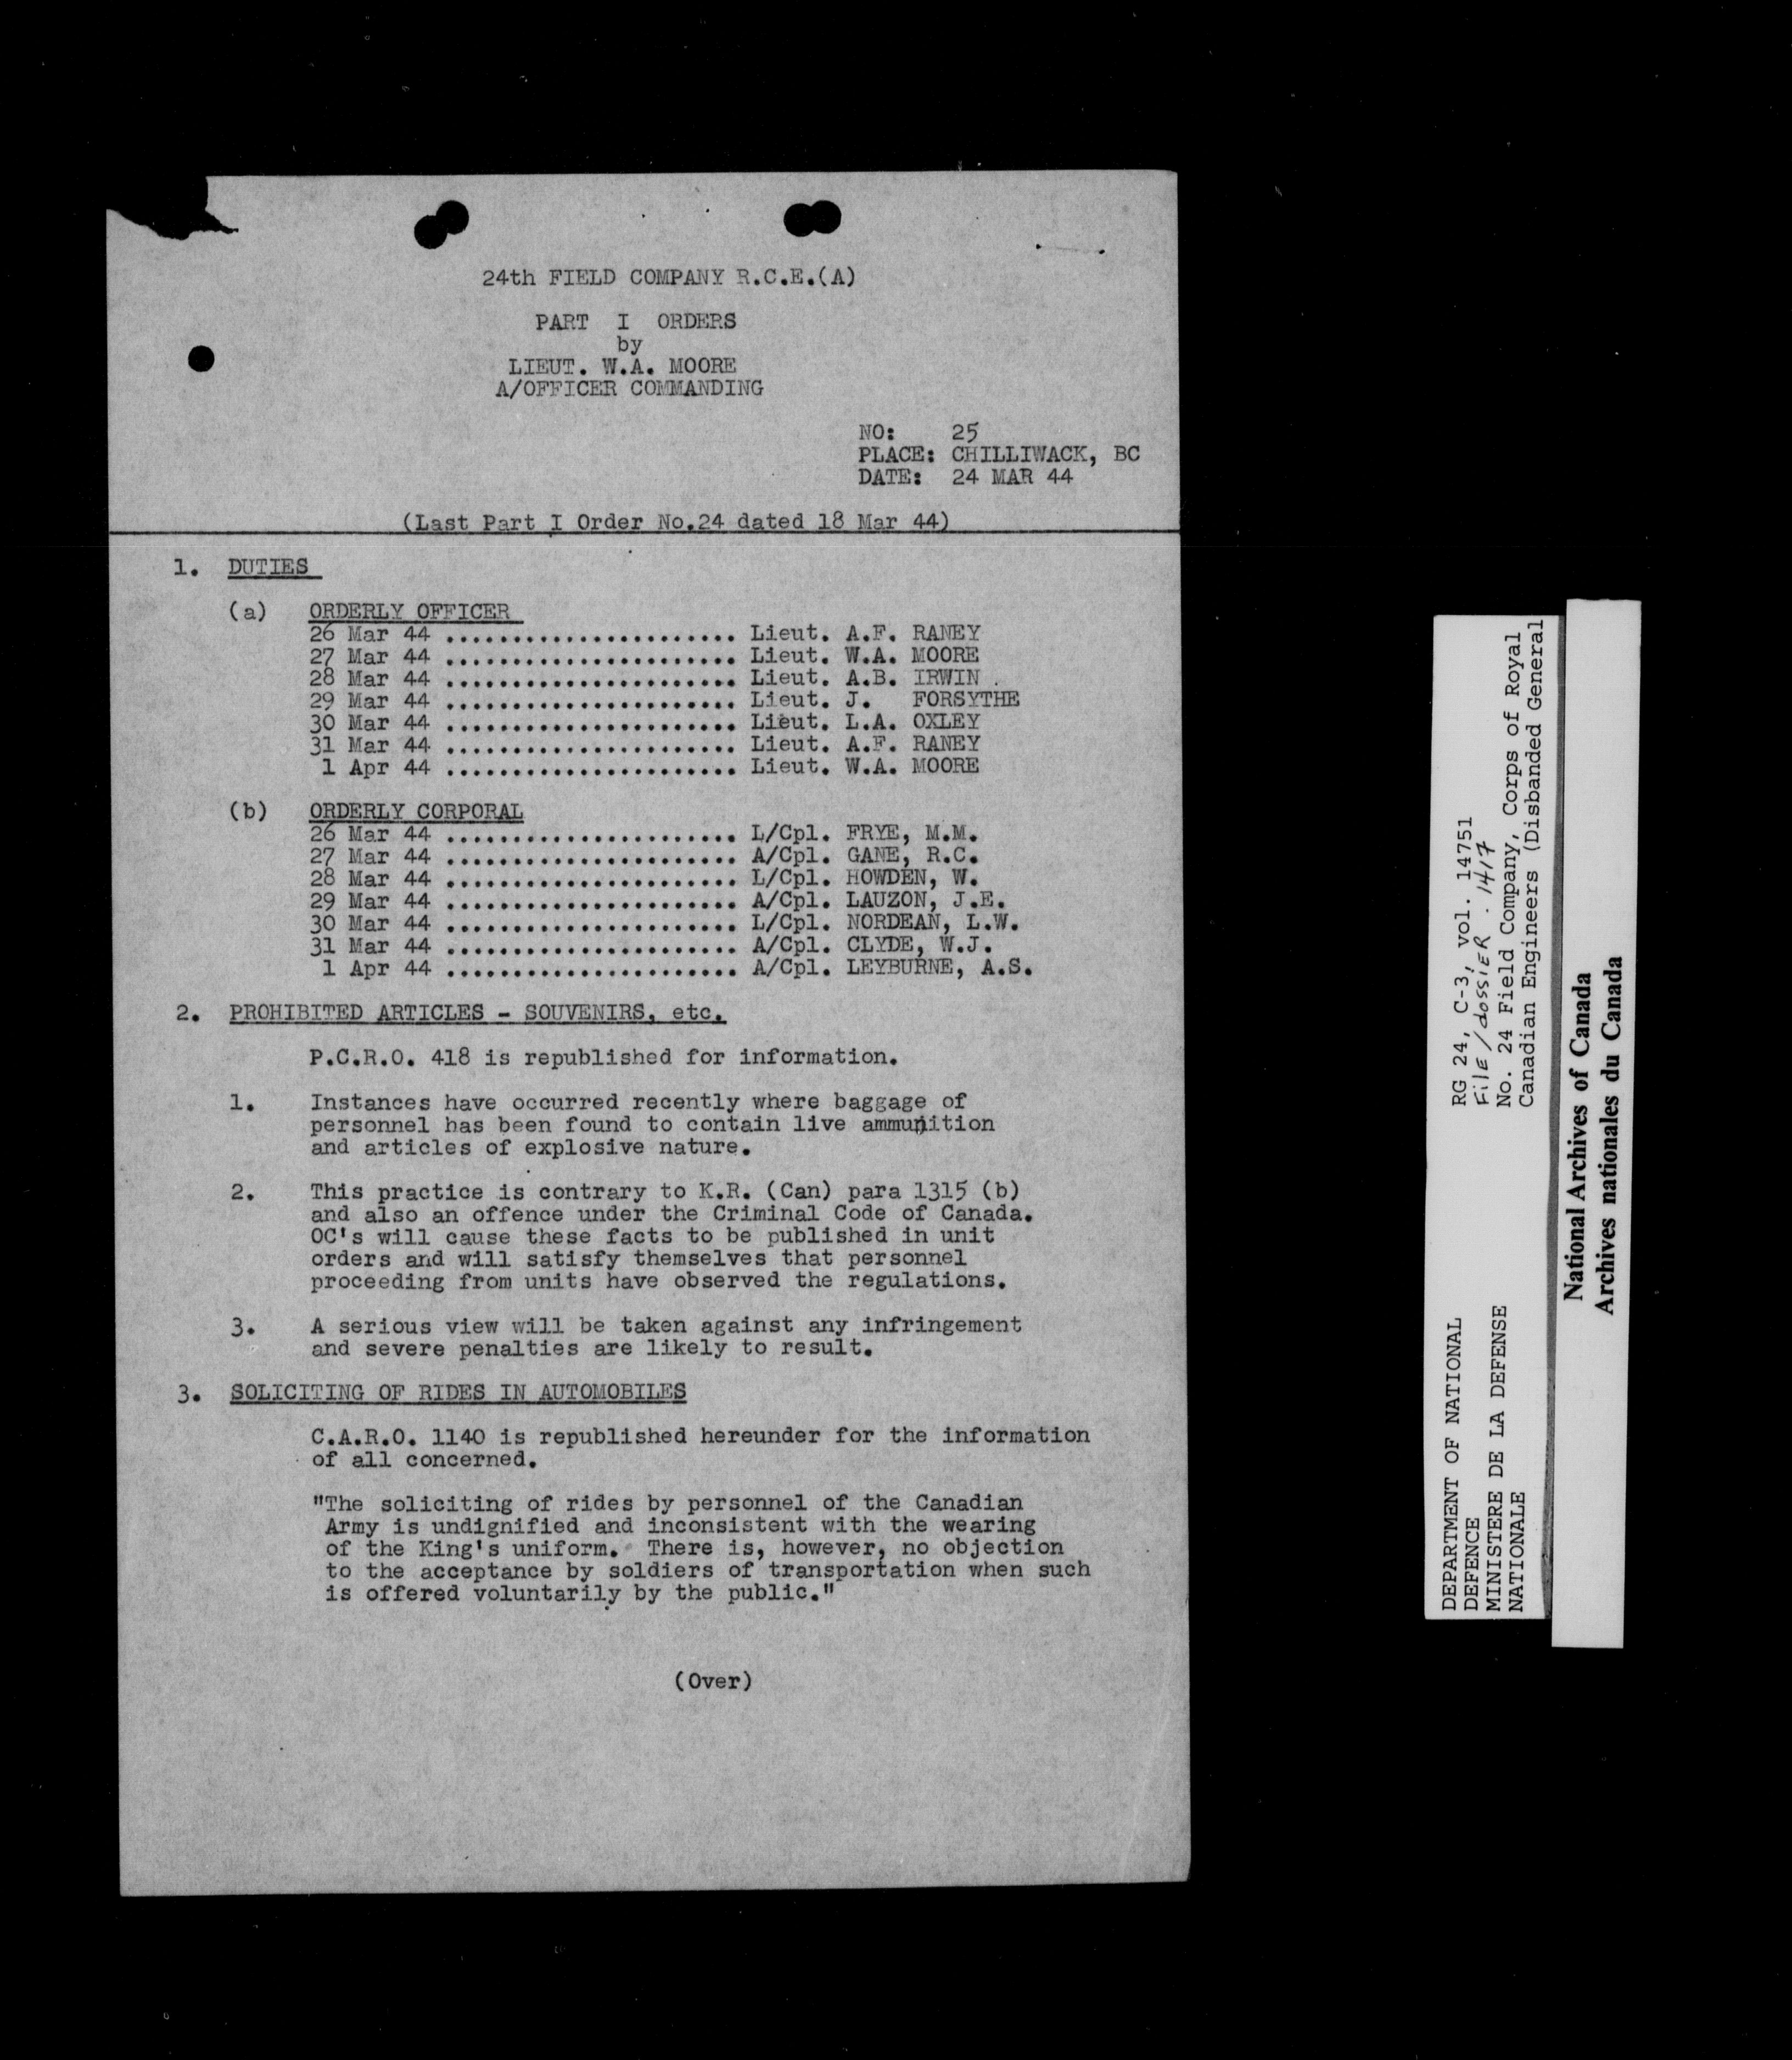 24th FIELD COMPANY R.C.E.(A)
PART I ORDERS
by
LIEUT. W.A. MOORE
A/OFFICER COMMANDING
NO: 25
PLACE: CHILLIWACK, BC
DATE: 24 MAR 44
(Last Part I Order No.24 dated 18 Mar 44)
1. DUTIES
(a) ORDERLY OFFICER
26 Mar 44 ...................... Lieut. A.F. RANEY
27 Mar 44 ...................... Lieut. W.A. MOORE
28 Mar 44 ...................... Lieut. A.B. IRWIN
29 Mar 44 ...................... Lieut. J. FORSYTHE
30 Mar 44 ...................... Lieut. L.A. OXLEY
31 Mar 44 ...................... Lieut. A.F. RANEY
1 Apr 44 ...................... Lieut. W.A. MOORE
(b) ORDERLY CORPORAL
26 Mar 44 ...................... L/Cpl. FRYE, M.M.
27 Mar 44 ...................... A/Cpl. GANE, R.C.
28 Mar 44 ...................... L/Cpl. HOWDEN, W.
29 Mar 44 ...................... A/Cpl. LAUZON, J.E.
30 Mar 44 ...................... L/Cpl. NORDEAN, L.W.
31 Mar 44 ...................... A/Cpl. CLYDE, W.J.
1 Apr 44 ...................... A/Cpl. LEYBURNE, A.S.
2. PROHIBITED ARTICLES - SOUVENIRS, etc.
P.C.R.O. 418 is republished for information.
1. Instances have occurred recently where baggage of
personnel has been found to contain live ammunition
and articles of explosive nature.
2. This practice is contrary to K.R. (Can) para 1315 (b)
and also an offence under the Criminal Code of Canada.
OC's will cause these facts to be published in unit
orders and will satisfy themselves that personnel
proceeding from units have observed the regulations.
3. A serious view will be taken against any infringement
and severe penalties are likely to result.
3. SOLICITING OF RIDES IN AUTOMOBILES
C.A.R.O. 1140 is republished hereunder for the information
of all concerned.
"The soliciting of rides by personnel of the Canadian
Army is undignified and inconsistent with the wearing
of the King's uniform. There is, however, no objection
to the acceptance by soldiers of transportation when such
is offered voluntarily by the public."
(Over)
DEPARTMENT OF NATIONAL
DEFENCE
MINISTERE DE LA DEFENSE
NATIONALE
RG 24, C-3, vol. 14751
FilE/dossiER . 1417
No. 24 Field Company, Corps of Royal
Canadian Engineers (Disbanded General
National Archives of Canada
Archives nationales du Canada